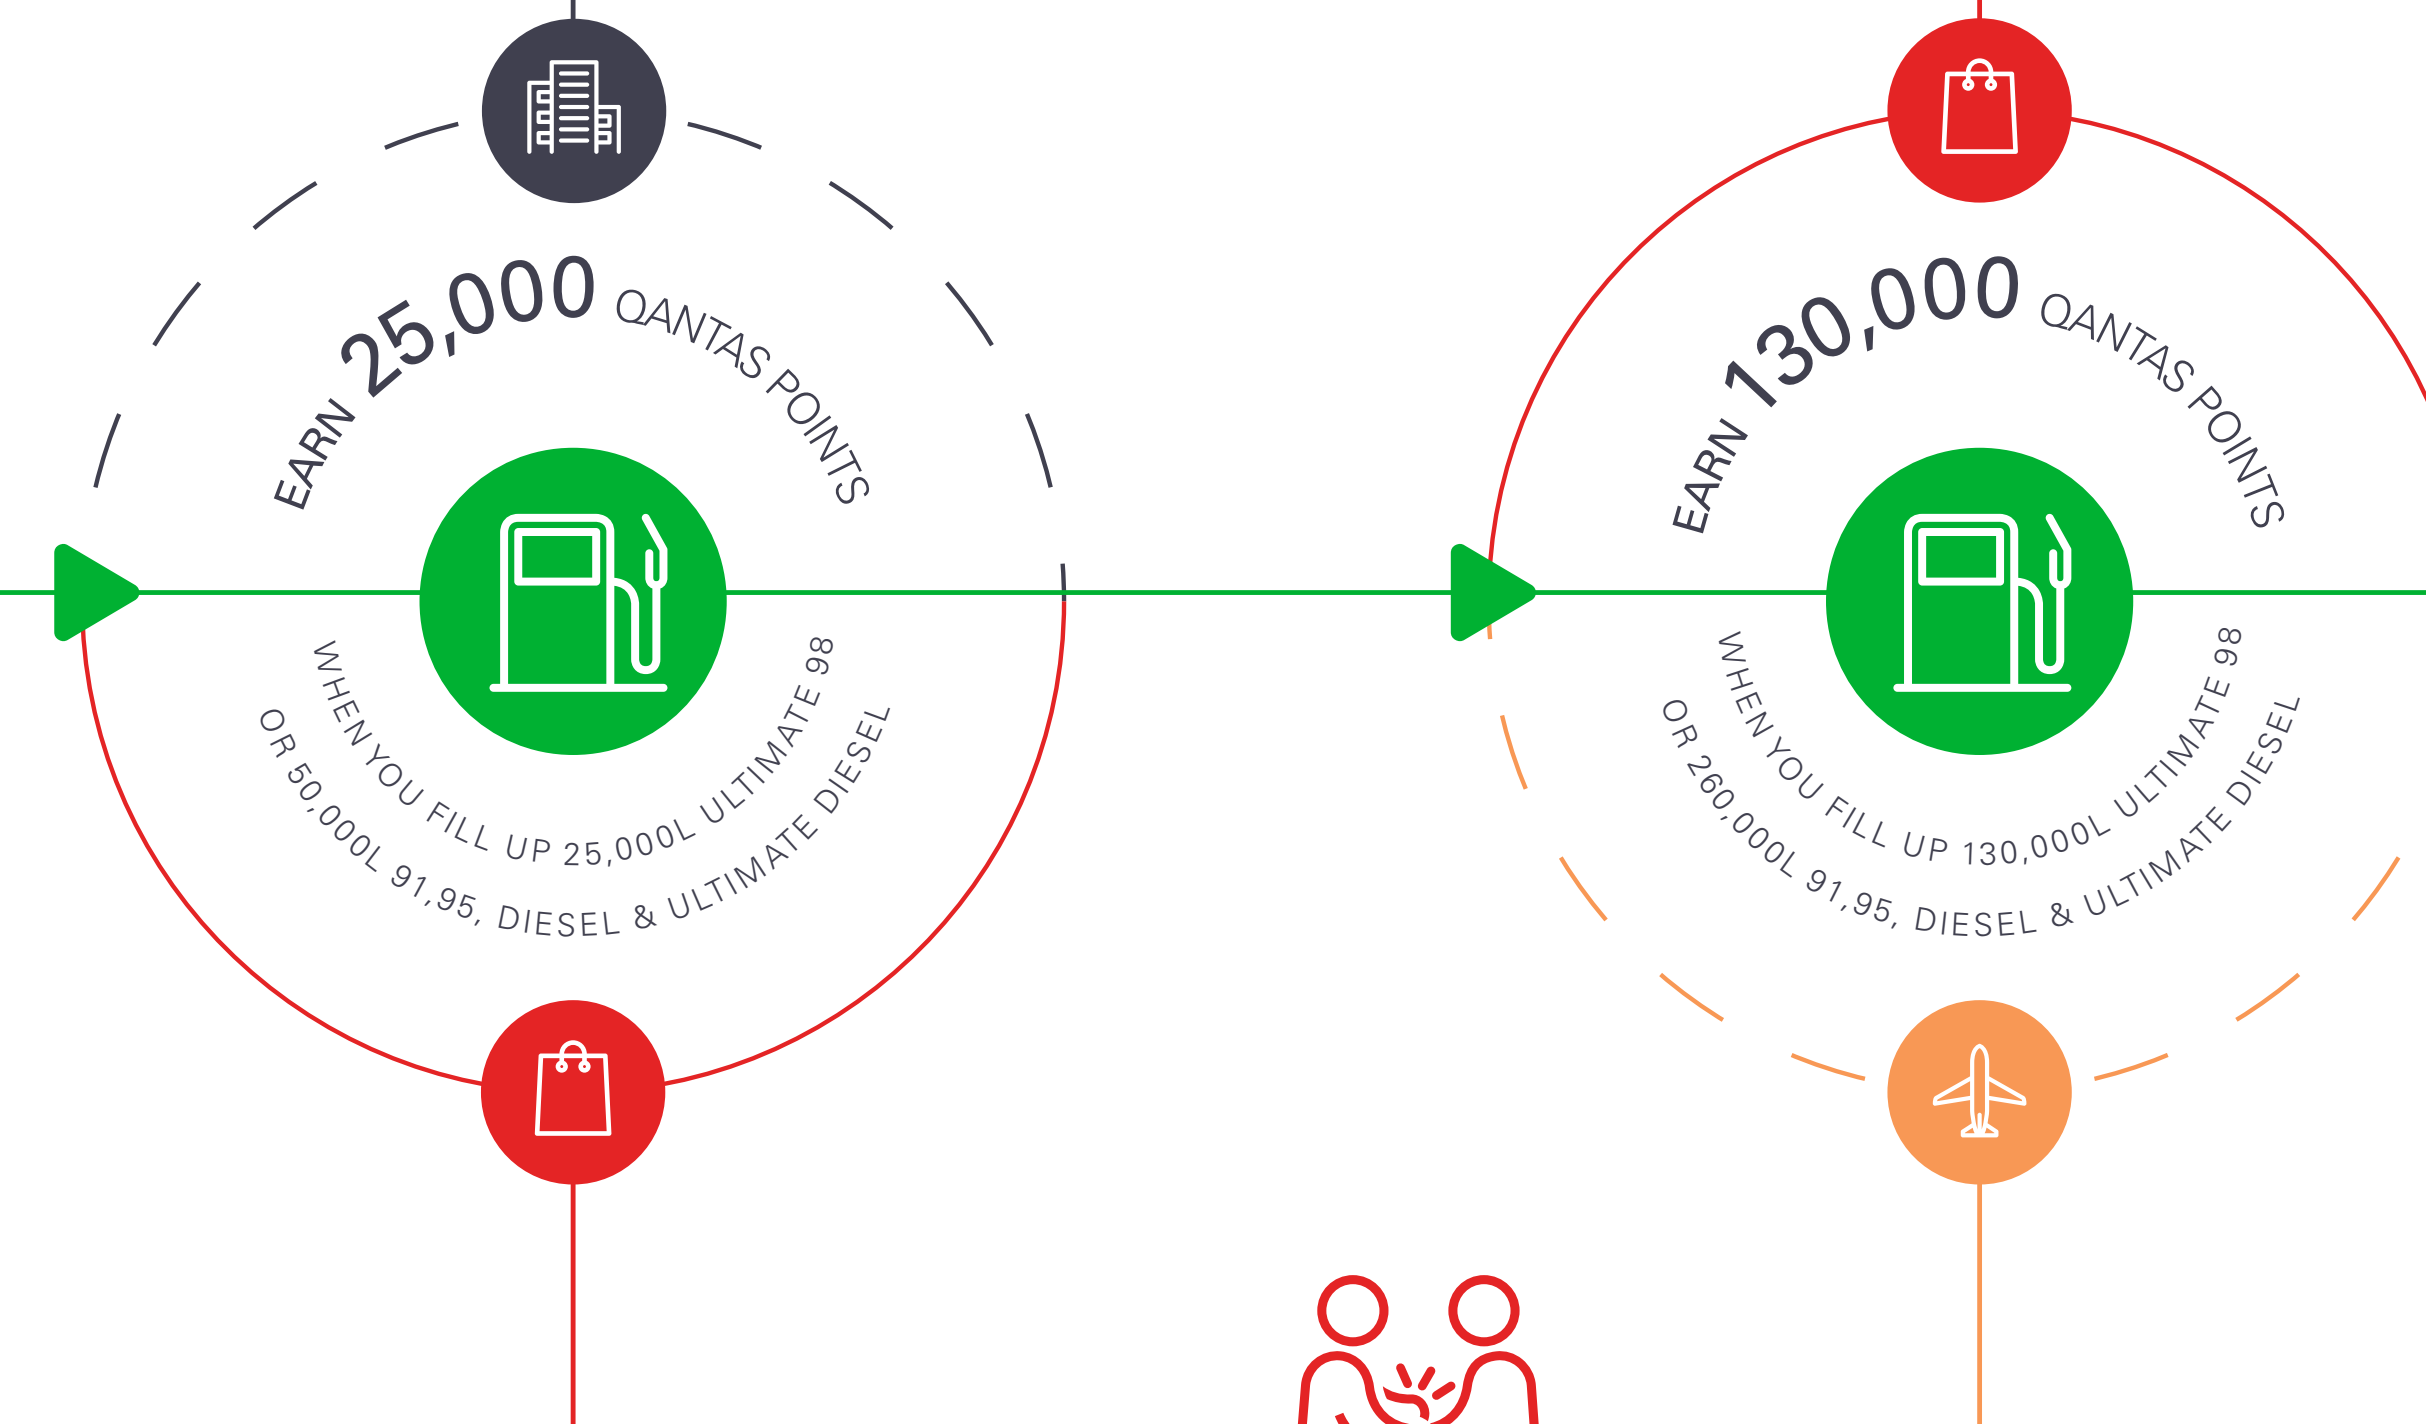 EARN 25,000 QANTAS POINTS
WHEN YOU FILL UP 25,000L ULTIMATE 98
OR 50,000L 91,95, DIESEL & ULTIMATE DIESEL
EARN 130,000 QANTAS POINTS
WHEN YOU FILL UP 130,000L ULTIMATE 98
OR 260,000L 91,95, DIESEL & ULTIMATE DIESEL